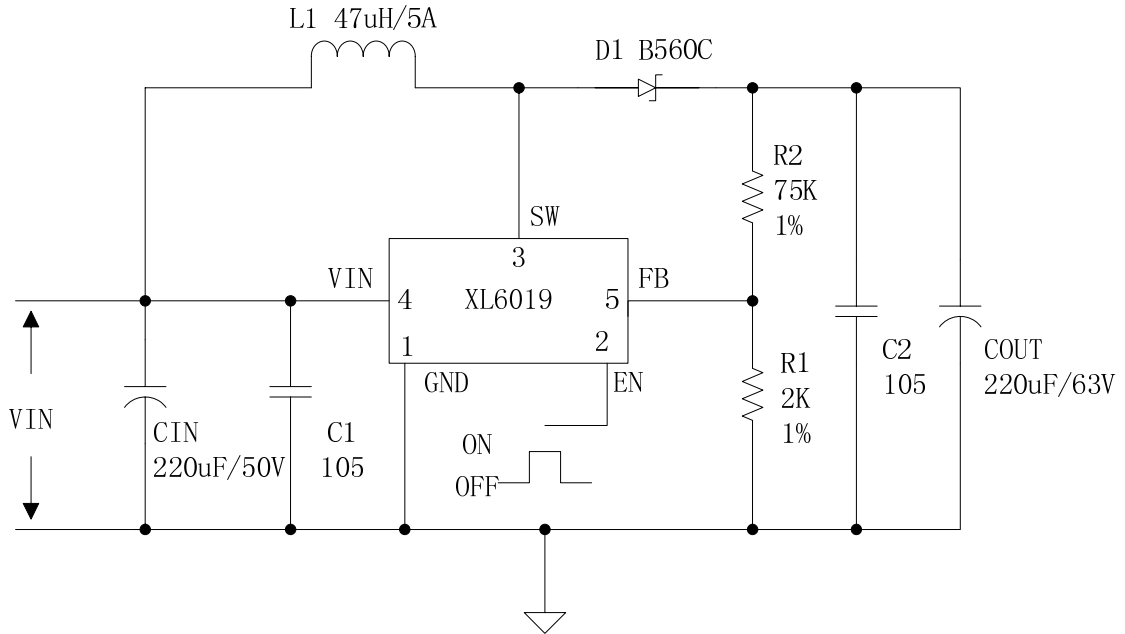 L1 47uH/5A
D1 B560C
R2
75K
1%
SW
3
VIN
4
XL6019
5
FB
1
2
GND
EN
R1
2K
1%
C2
105
COUT
220uF/63V
VIN
CIN
220uF/50V
C1
105
ON
OFF